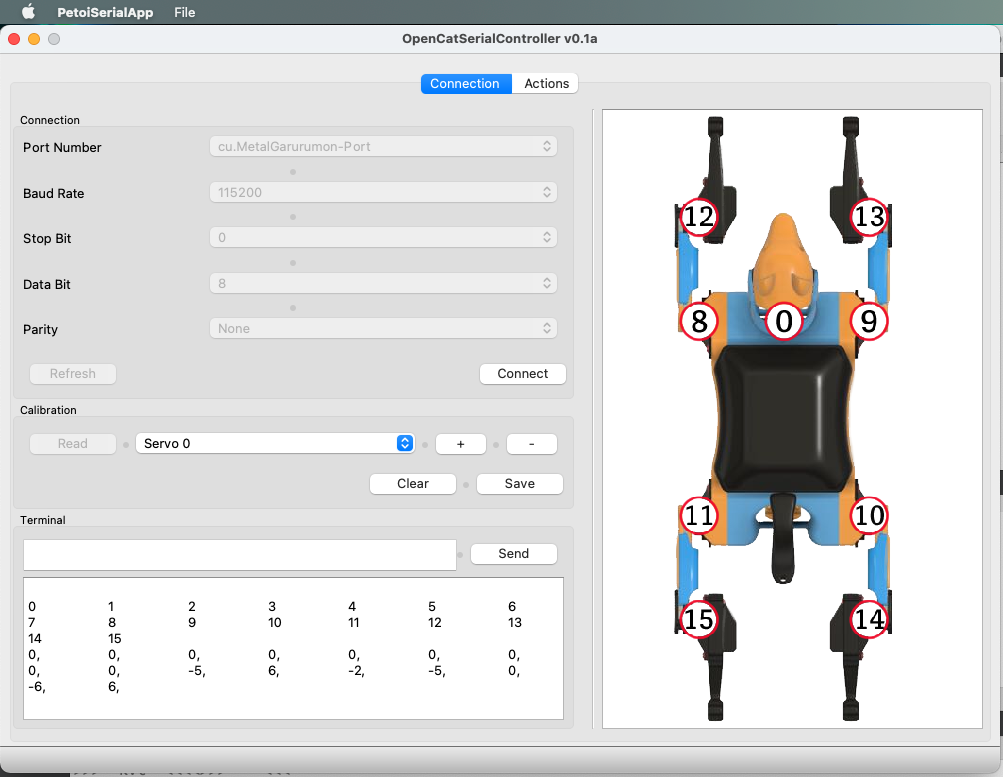 PetoiSerialApp File
OpenCatSerialController v0.1a
Connection Actions
Connection
Port Number cu.MetalGarurumon-Port
Baud Rate 115200
Stop Bit 0
Data Bit 8
Parity None
Refresh Connect
Calibration
Read Servo 0 + -
Clear Save
Terminal
Send
0 1 2 3 4 5 6
7 8 9 10 11 12 13
14 15
0, 0, 0, 0, 0, 0, 0,
0, 0, -5, 6, -2, -5, 0,
-6, 6,
12 13
8 0 9
11 10
15 14